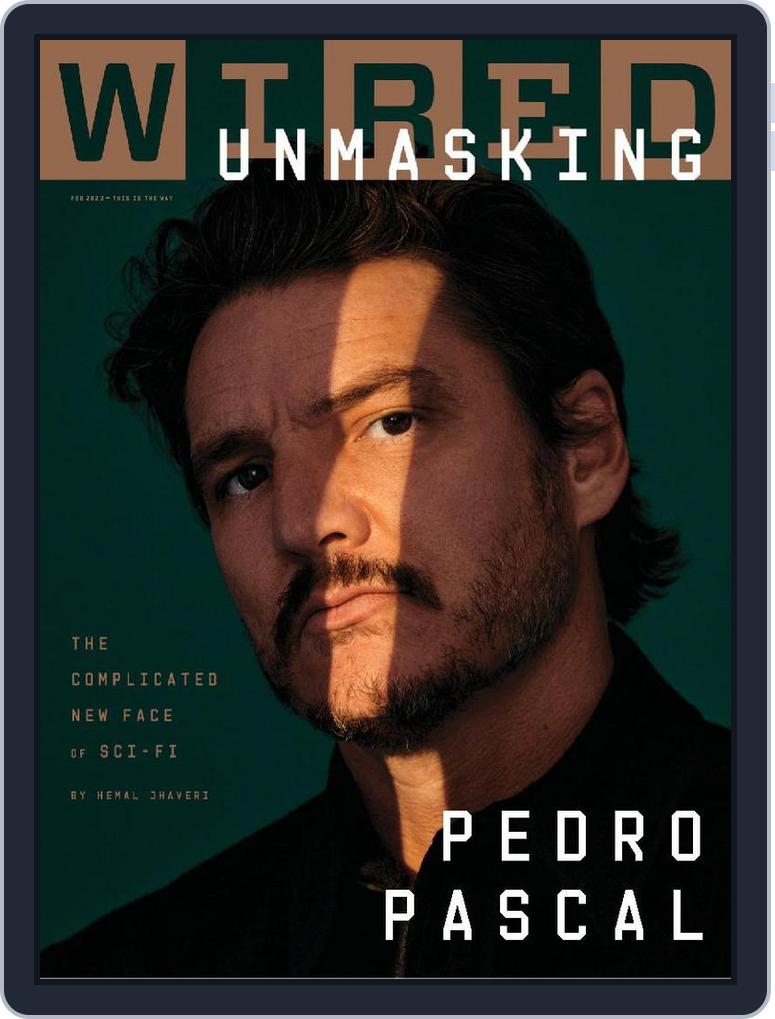 WIRED
UNMASKING
FEB 2023 – THIS IS THE WAY
THE
COMPLICATED
NEW FACE
OF SCI-FI
BY HEMAL JHAVERI
PEDRO
PASCAL